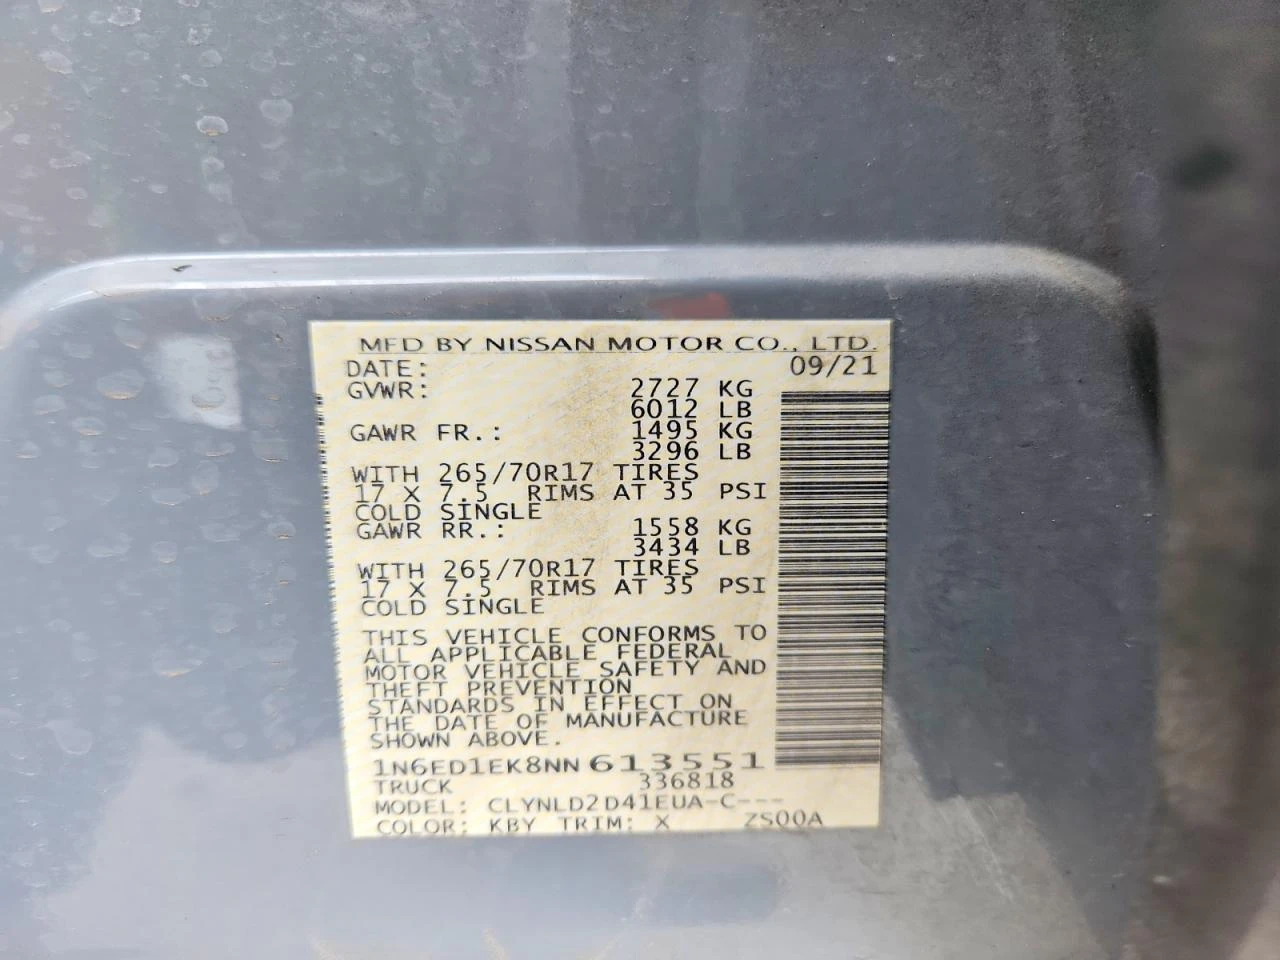 MFD BY NISSAN MOTOR CO., LTD.
DATE: 09/21
GVWR: 2727 KG
6012 LB
GAWR FR.: 1495 KG
3296 LB
WITH 265/70R17 TIRES
17 X 7.5 RIMS AT 35 PSI
COLD SINGLE
GAWR RR.: 1558 KG
3434 LB
WITH 265/70R17 TIRES
17 X 7.5 RIMS AT 35 PSI
COLD SINGLE
THIS VEHICLE CONFORMS TO
ALL APPLICABLE FEDERAL
MOTOR VEHICLE SAFETY AND
THEFT PREVENTION
STANDARDS IN EFFECT ON
THE DATE OF MANUFACTURE
SHOWN ABOVE.
1N6ED1EK8NN613551
TRUCK 336818
MODEL: CLYNLD2D41EUA-C---
COLOR: KBY TRIM: X ZS00A